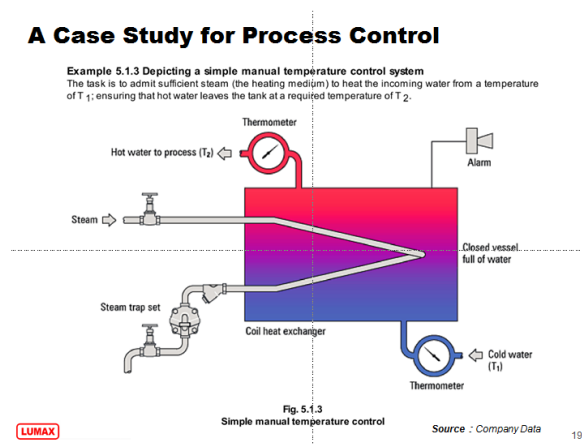 A Case Study for Process Control
Example 5.1.3 Depicting a simple manual temperature control system
The task is to admit sufficient steam (the heating medium) to heat the incoming water from a temperature
of T1; ensuring that hot water leaves the tank at a required temperature of T2.
Thermometer
Hot water to process (T2)
Alarm
Steam
Closed vessel
full of water
Steam trap set
Coil heat exchanger
Cold water
(T1)
Thermometer
Fig. 5.1.3
Simple manual temperature control
Source : Company Data
LUMAX
19